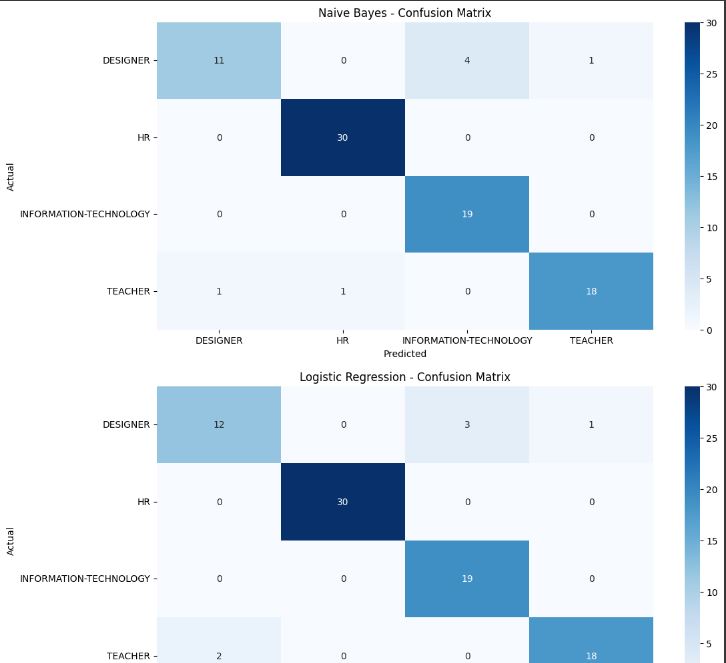 Naive Bayes - Confusion Matrix
30
DESIGNER 11 0 4 1
25
HR 0 30 0 0
20
15
Actual
INFORMATION-TECHNOLOGY 0 0 19 0
10
5
TEACHER 1 1 0 18
0
DESIGNER HR INFORMATION-TECHNOLOGY TEACHER
Predicted
Logistic Regression - Confusion Matrix
30
DESIGNER 12 0 3 1
25
HR 0 30 0 0
20
15
Actual
INFORMATION-TECHNOLOGY 0 0 19 0
10
5
TEACHER 2 0 0 18